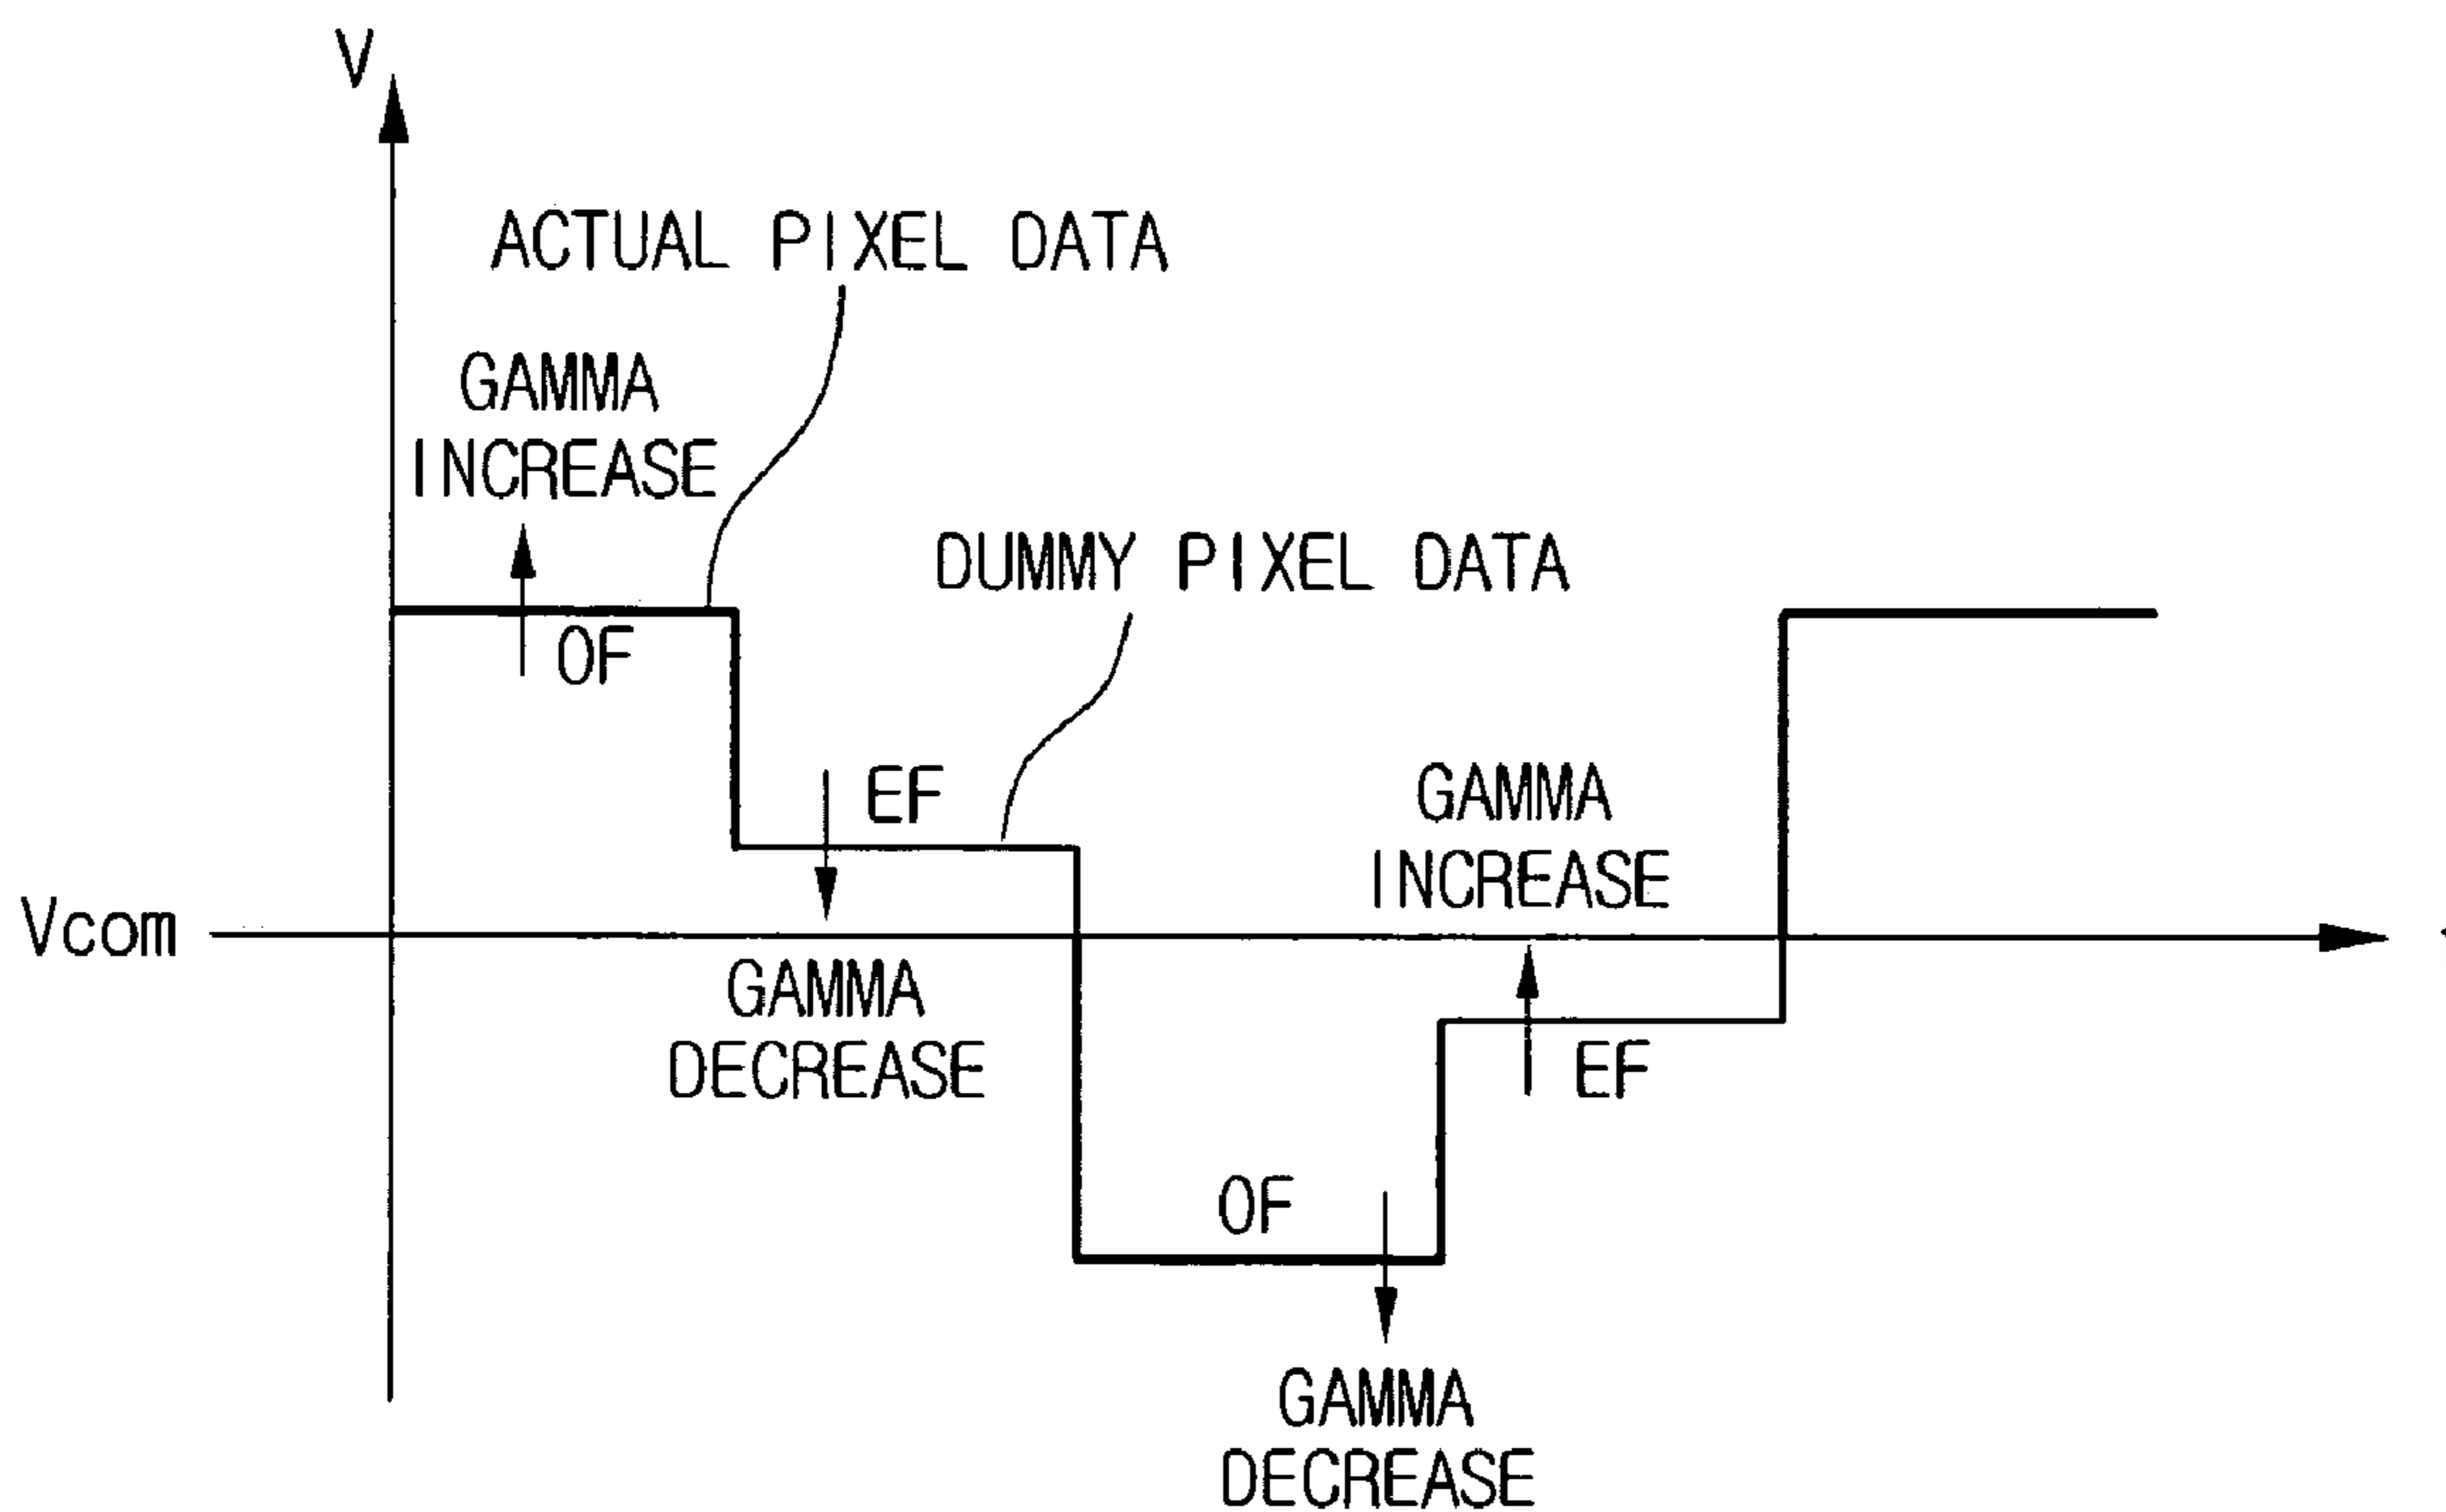 V
ACTUAL PIXEL DATA
GAMMA
INCREASE
OF
DUMMY PIXEL DATA
EF
GAMMA
INCREASE
Vcom
GAMMA
DECREASE
EF
OF
GAMMA
DECREASE